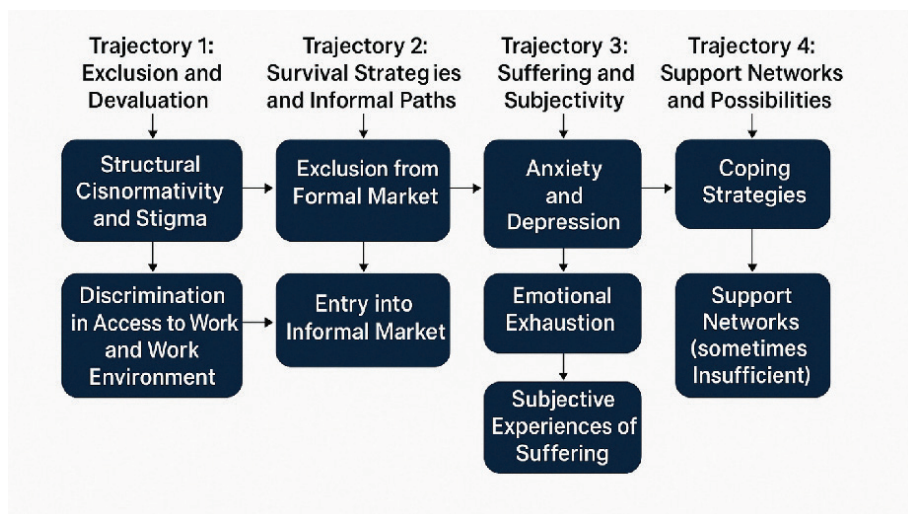 Trajectory 1:
Exclusion and
Devaluation
Structural
Cisnormativity
and Stigma
Discrimination
in Access to Work
and Work
Environment
Trajectory 2:
Survival Strategies
and Informal Paths
Exclusion from
Formal Market
Entry into
Informal Market
Trajectory 3:
Suffering and
Subjectivity
Anxiety
and
Depression
Emotional
Exhaustion
Subjective
Experiences of
Suffering
Trajectory 4:
Support Networks
and Possibilities
Coping
Strategies
Support
Networks
(sometimes
Insufficient)